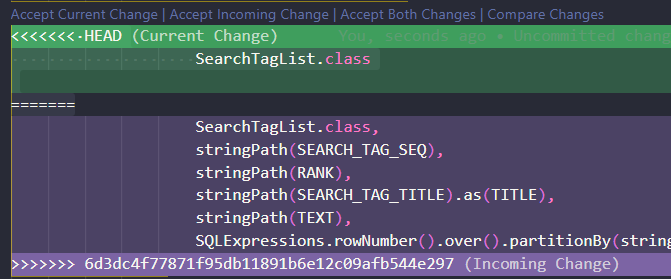 Accept Current Change | Accept Incoming Change | Accept Both Changes | Compare Changes
<<<<<<< HEAD (Current Change) You, seconds ago • Uncommitted chang
SearchTagList.class
=======
SearchTagList.class,
stringPath(SEARCH_TAG_SEQ),
stringPath(RANK),
stringPath(SEARCH_TAG_TITLE).as(TITLE),
stringPath(TEXT),
SQLExpressions.rowNumber().over().partitionBy(string
>>>>>>> 6d3dc4f77871f95db11891b6e12c09afb544e297 (Incoming Change)